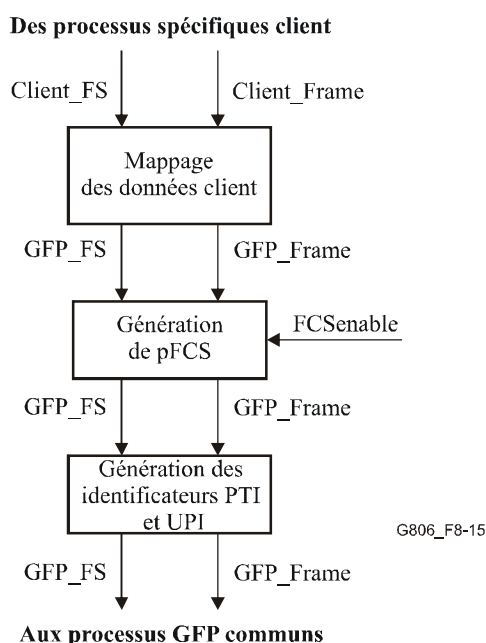 Des processus spécifiques client
Client_FS
Client_Frame
Mappage
des données client
GFP_FS
GFP_Frame
Génération
de pFCS
FCSenable
GFP_FS
GFP_Frame
Génération des
identificateurs PTI
et UPI
G806_F8-15
GFP_FS
GFP_Frame
Aux processus GFP communs